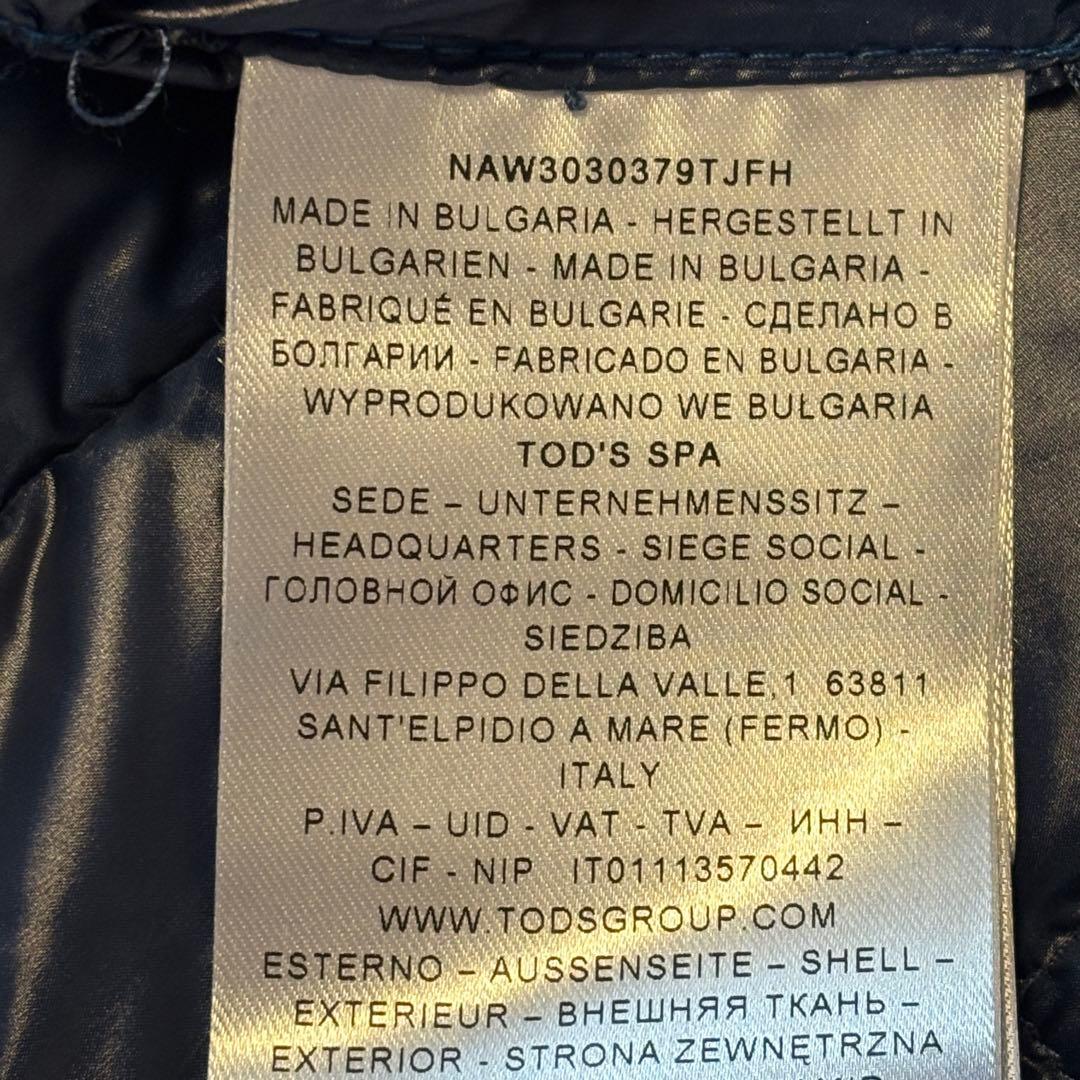 NAW3030379TJFH
MADE IN BULGARIA - HERGESTELLT IN
BULGARIEN - MADE IN BULGARIA -
FABRIQUÉ EN BULGARIE - СДЕЛАНО В
БОЛГАРИИ - FABRICADO EN BULGARIA -
WYPRODUKOWANO WE BUŁGARIA
TOD'S SPA
SEDE – UNTERNEHMENSSITZ –
HEADQUARTERS - SIEGE SOCIAL -
ГОЛОВНОЙ ОФИС - DOMICILIO SOCIAL -
SIEDZIBA
VIA FILIPPO DELLA VALLE,1 63811
SANT'ELPIDIO A MARE (FERMO) -
ITALY
P.IVA – UID - VAT - TVA – ИНН –
CIF - NIP IT01113570442
WWW.TODSGROUP.COM
ESTERNO – AUSSENSEITE – SHELL –
EXTERIEUR – ВНЕШНЯЯ ТКАНЬ –
EXTERIOR - STRONA ZEWNĘTRZNA